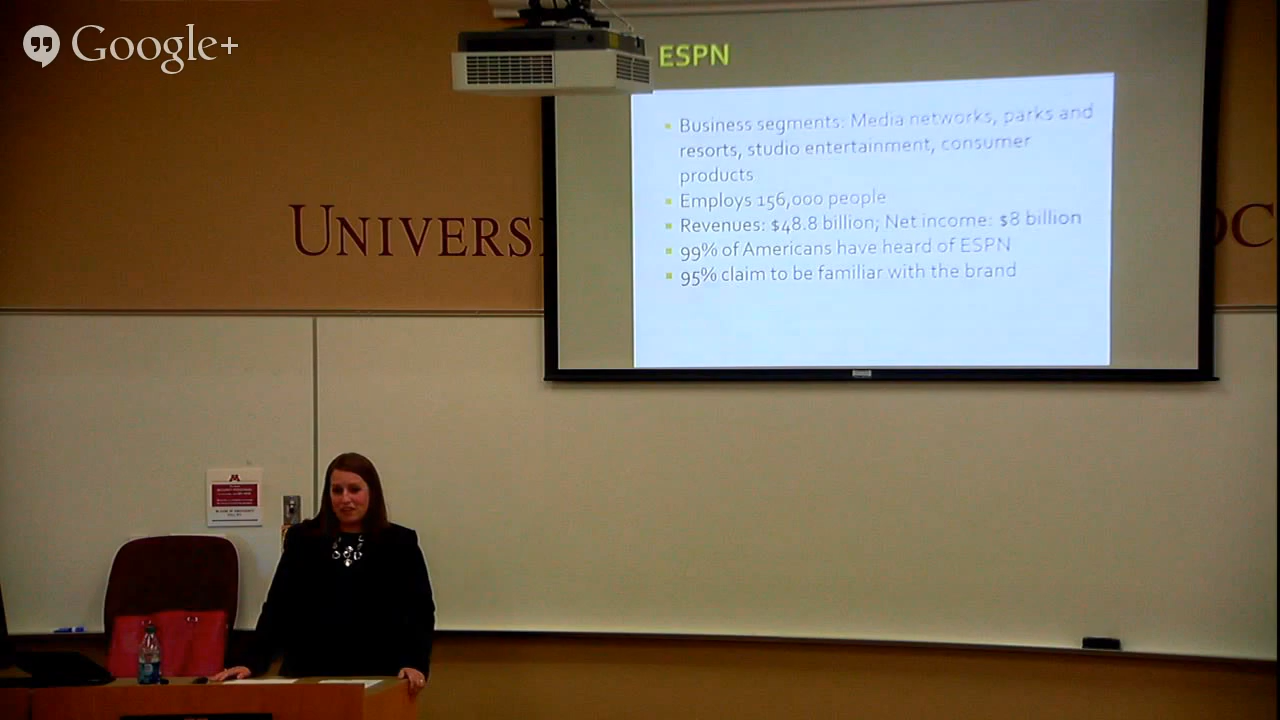 Google+
ESPN
Business segments: Media networks, parks and
resorts, studio entertainment, consumer
products
Employs 156,000 people
Revenues: $48.8 billion; Net income: $8 billion
99% of Americans have heard of ESPN
95% claim to be familiar with the brand
UNIVERSI
OC
M